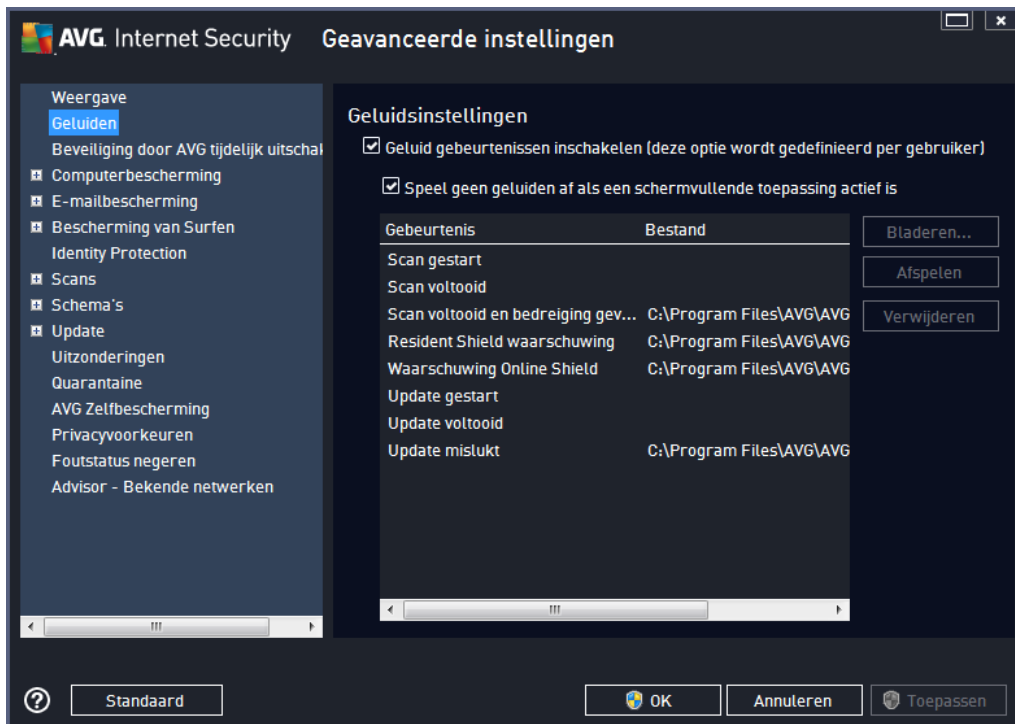 AVG. Internet Security Geavanceerde instellingen
Weergave
Geluiden
Beveiliging door AVG tijdelijk uitschak
Computerbescherming
E-mailbescherming
Bescherming van Surfen
Identity Protection
Scans
Schema's
Update
Uitzonderingen
Quarantaine
AVG Zelfbescherming
Privacyvoorkeuren
Foutstatus negeren
Advisor - Bekende netwerken
Geluidsinstellingen
Geluid gebeurtenissen inschakelen (deze optie wordt gedefinieerd per gebruiker)
Speel geen geluiden af als een schermvullende toepassing actief is
Gebeurtenis Bestand
Scan gestart
Scan voltooid
Scan voltooid en bedreiging gev... C:\Program Files\AVG\AVG
Resident Shield waarschuwing C:\Program Files\AVG\AVG
Waarschuwing Online Shield C:\Program Files\AVG\AVG
Update gestart
Update voltooid
Update mislukt C:\Program Files\AVG\AVG
Bladeren...
Afspelen
Verwijderen
Standaard OK Annuleren Toepassen